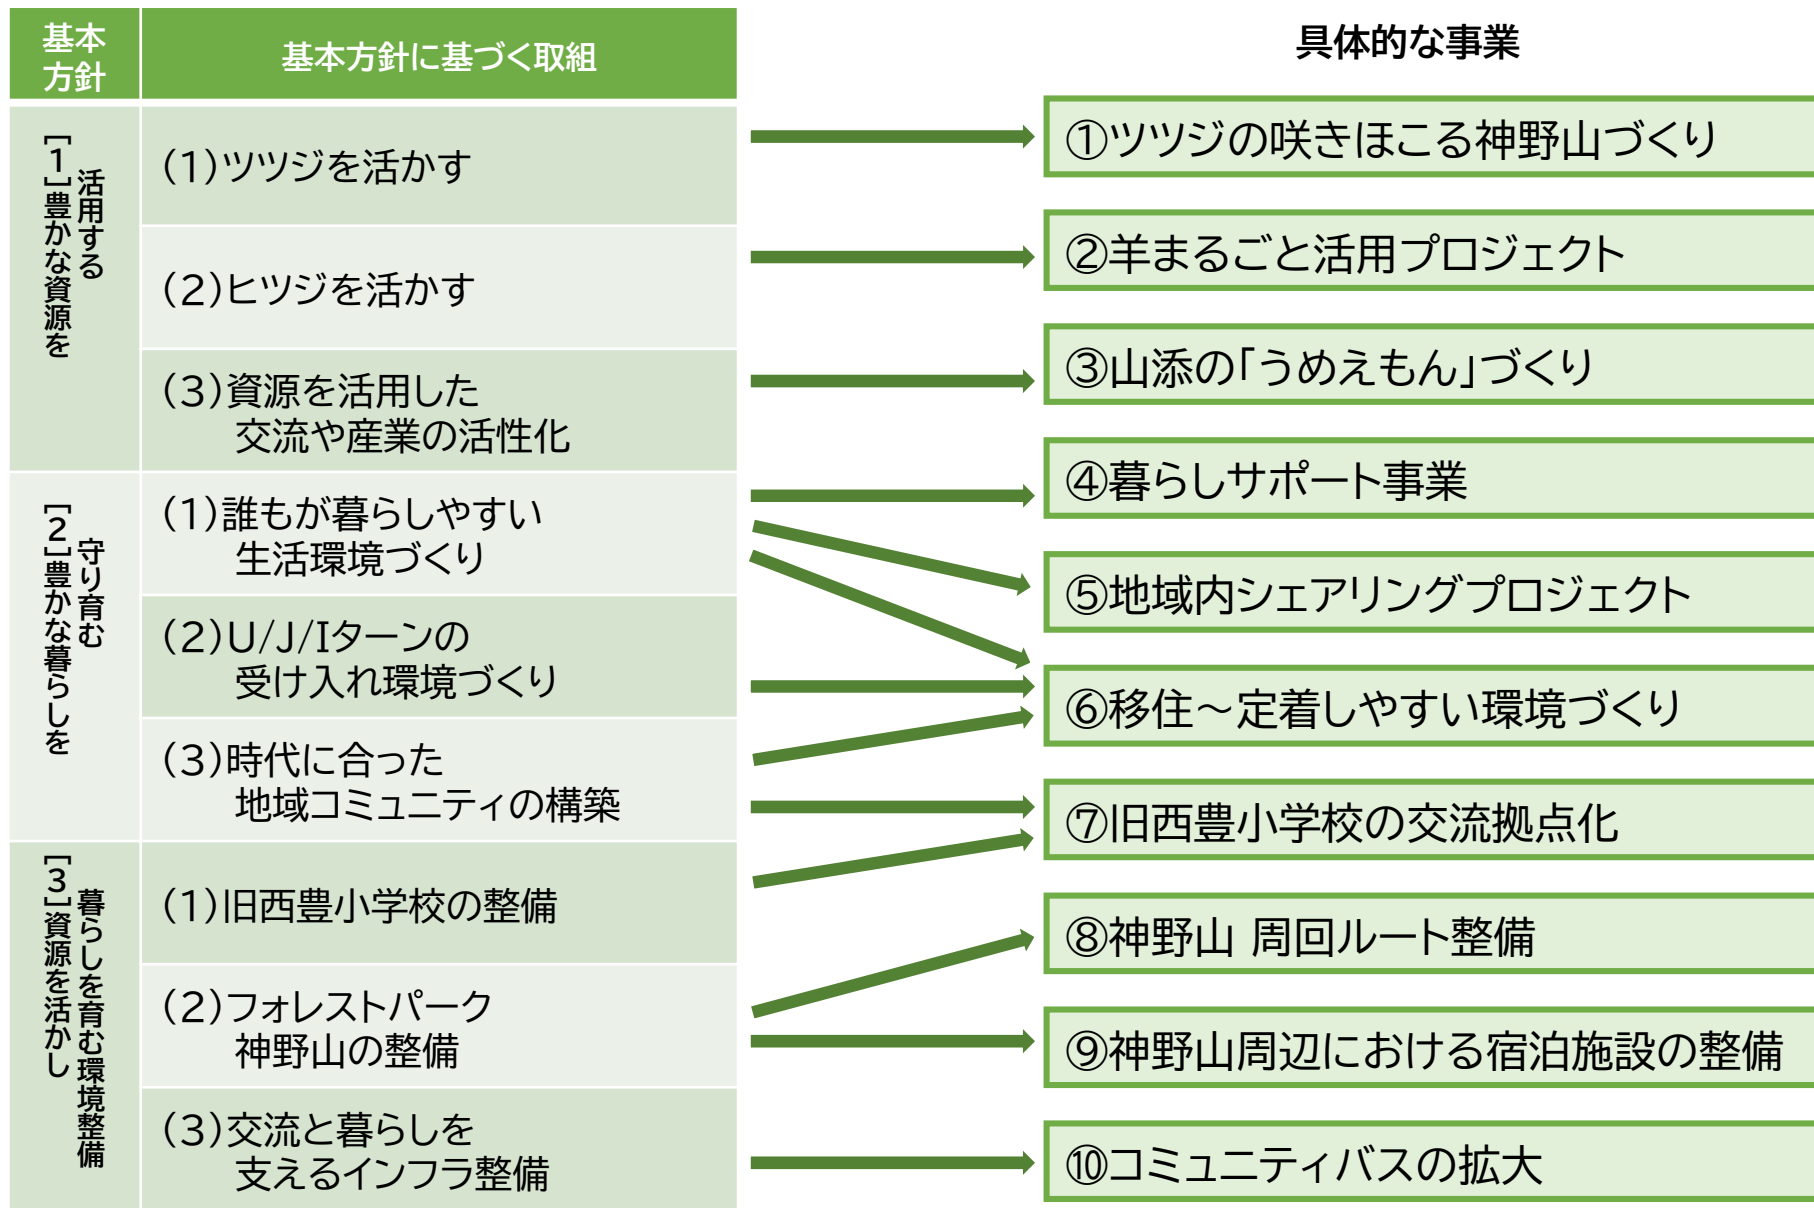 基本
方針
基本方針に基づく取組
具体的な事業
[1]豊かな資源を
活用する
(1)ツツジを活かす
(2)ヒツジを活かす
(3)資源を活用した
交流や産業の活性化
[2]豊かな暮らしを
守り育む
(1)誰もが暮らしやすい
生活環境づくり
(2)U/J/Iターンの
受け入れ環境づくり
(3)時代に合った
地域コミュニティの構築
[3]資源を活かし
暮らしを育む環境整備
(1)旧西豊小学校の整備
(2)フォレストパーク
神野山の整備
(3)交流と暮らしを
支えるインフラ整備
①ツツジの咲きほこる神野山づくり
②羊まるごと活用プロジェクト
③山添の「うめえもん」づくり
④暮らしサポート事業
⑤地域内シェアリングプロジェクト
⑥移住～定着しやすい環境づくり
⑦旧西豊小学校の交流拠点化
⑧神野山 周回ルート整備
⑨神野山周辺における宿泊施設の整備
⑩コミュニティバスの拡大